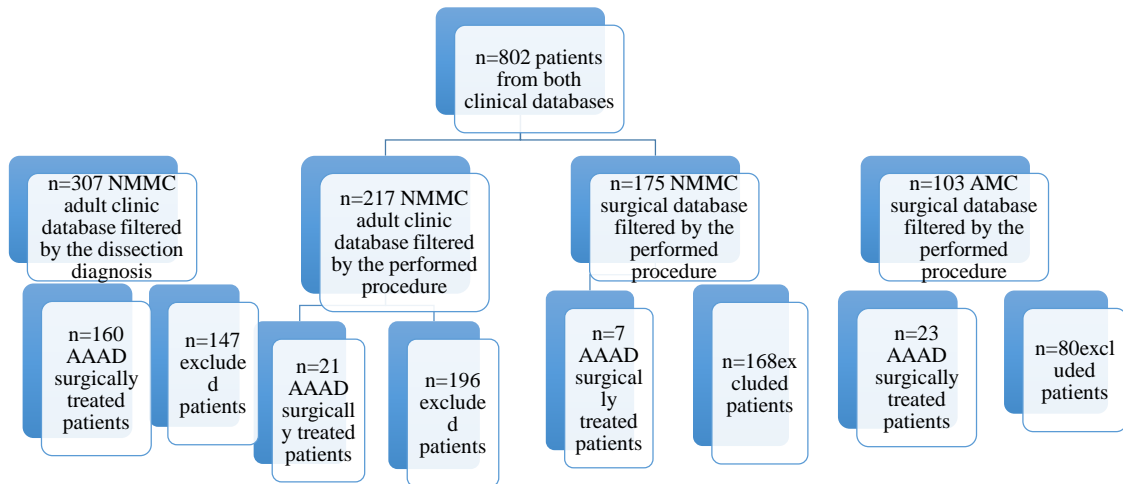 n=802 patients
from both
clinical databases
n=307 NMMC
adult clinic
database filtered
by the dissection
diagnosis
n=217 NMMC
adult clinic
database filtered
by the performed
procedure
n=175 NMMC
surgical database
filtered by the
performed
procedure
n=103 AMC
surgical database
filtered by the
performed
procedure
n=160
AAAD
surgically
treated
patients
n=147
exclude
d
patients
n=21
AAAD
surgicall
y treated
patients
n=196
exclude
d
patients
n=7
AAAD
surgical
ly
treated
patients
n=168ex
cluded
patients
n=23
AAAD
surgically
treated
patients
n=80excl
uded
patients